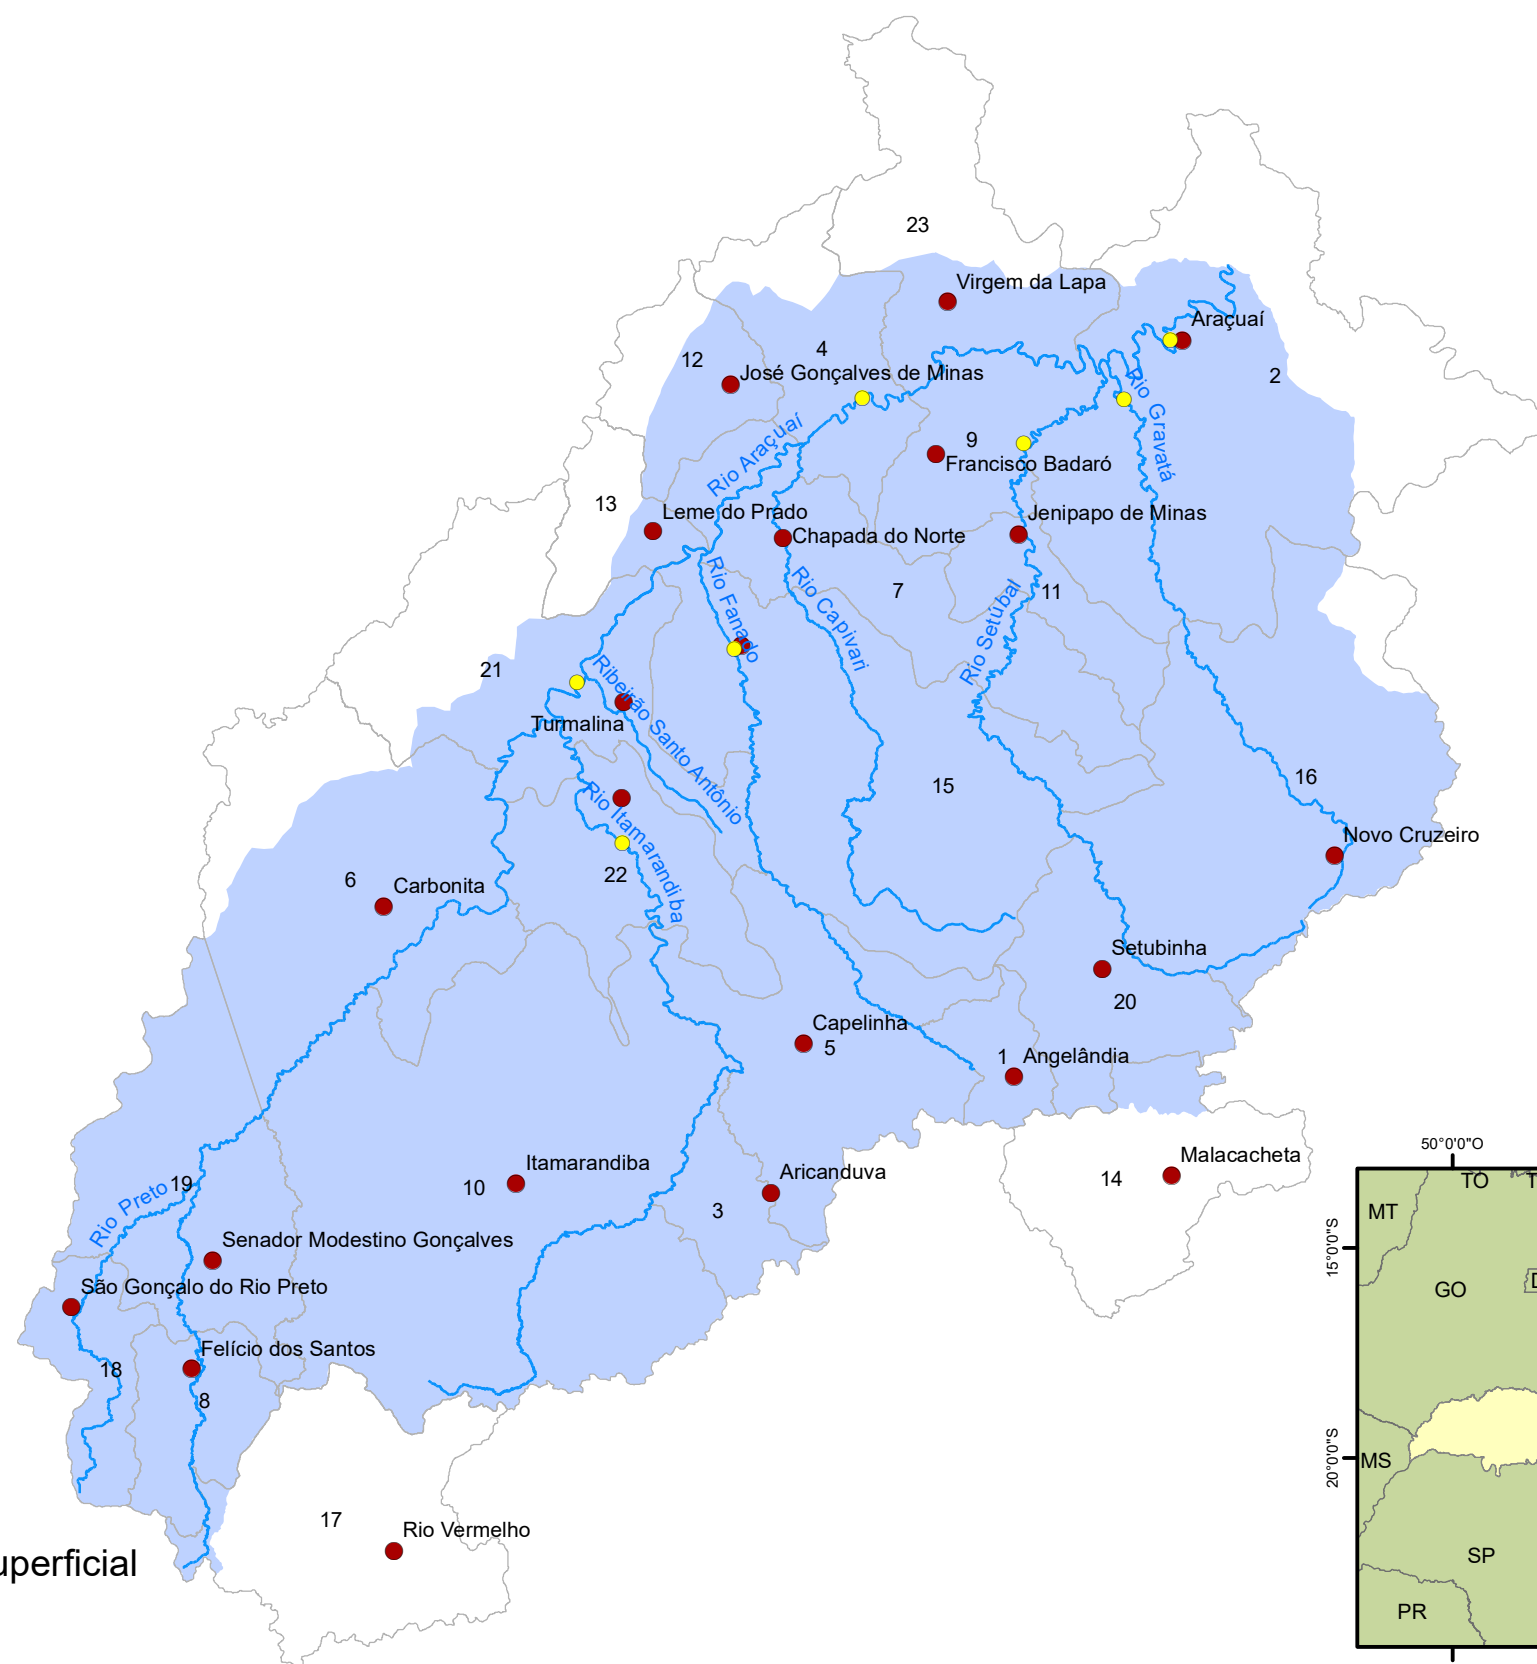 23
Virgem da Lapa
Araçuaí
4
12
José Gonçalves de Minas
2
Rio Gravatá
Rio Araçuaí
9
Francisco Badaró
13
Leme do Prado
Jenipapo de Minas
Chapada do Norte
Rio Fanado
Rio Capivari
7
Rio Setúbal
11
21
Ribeirão Santo Antônio
Turmalina
15
16
Rio Itamarandiba
Novo Cruzeiro
22
6
Carbonita
Setubinha
20
Capelinha
5
1
Angelândia
Malacacheta
14
Itamarandiba
10
Aricanduva
3
19
Rio Preto
Senador Modestino Gonçalves
São Gonçalo do Rio Preto
Felício dos Santos
18
8
17
Rio Vermelho
uperficial
50°0'0"O
TO
MT
15°0'0"S
GO
20°0'0"S
MS
SP
PR